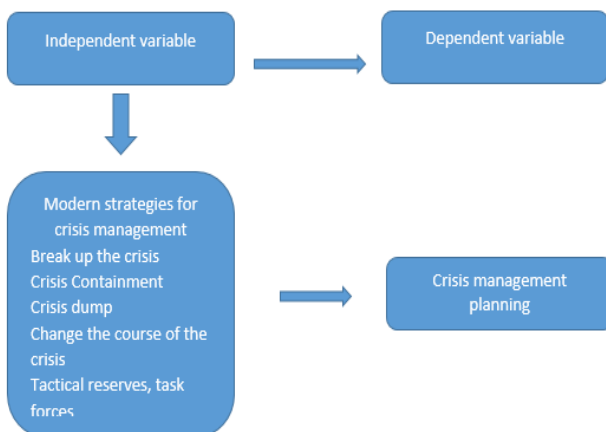 Independent variable
Dependent variable
Modern strategies for
crisis management
Break up the crisis
Crisis Containment
Crisis dump
Change the course of the
crisis
Tactical reserves, task
forces
Crisis management
planning